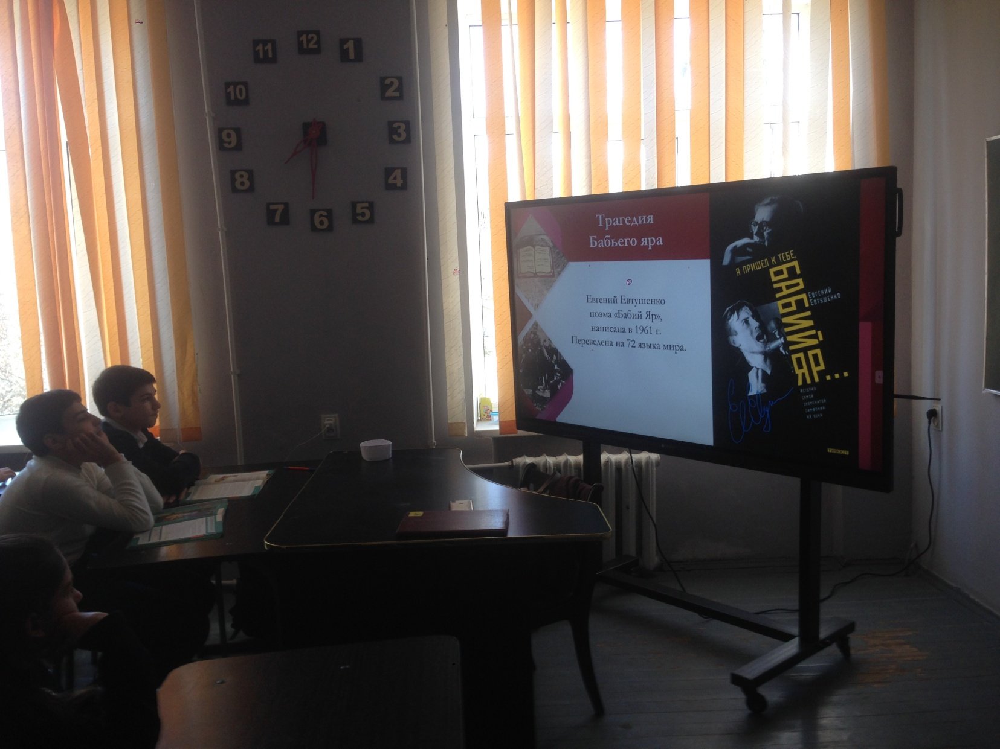 11
12
1
10
2
9
3
8
4
7
6
5
Трагедия
Бабьего яра
Евгений Евтушенко
поэма «Бабий Яр»,
написана в 1961 г.
Переведена на 72 языка мира.
Я ПРИШЕЛ К ТЕБЕ,
БАБИЙ
ЯР...
ЕВГЕНИЙ
ЕВТУШЕНКО
ИСТОРИЯ
САМОЙ
ЗНАМЕНИТОЙ
СИМФОНИИ
XX ВЕКА